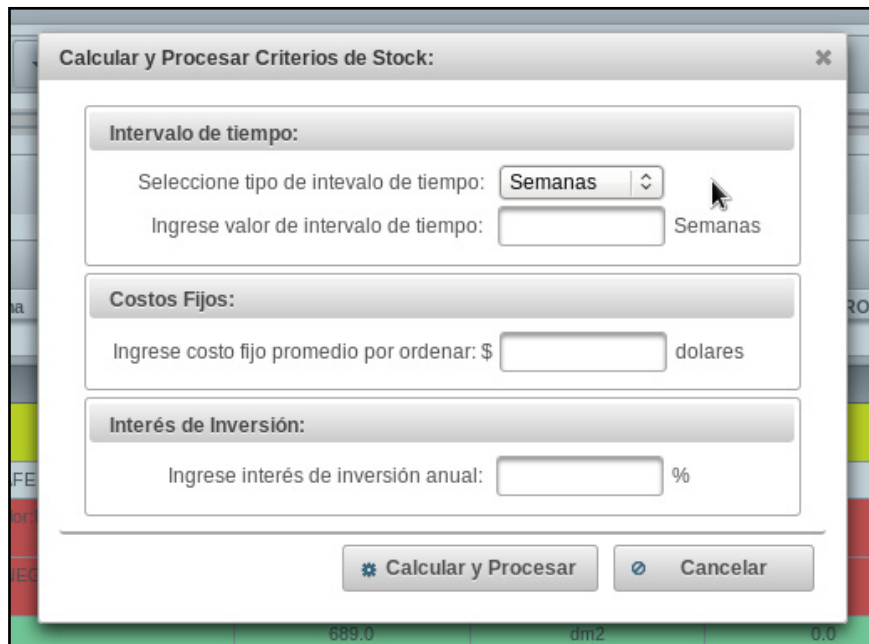 Calcular y Procesar Criterios de Stock:
Intervalo de tiempo:
Seleccione tipo de intevalo de tiempo: Semanas
Ingrese valor de intervalo de tiempo: Semanas
Costos Fijos:
Ingrese costo fijo promedio por ordenar: $ dolares
Interés de Inversión:
Ingrese interés de inversión anual: %
Calcular y Procesar Cancelar
689.0 dm2 0.0